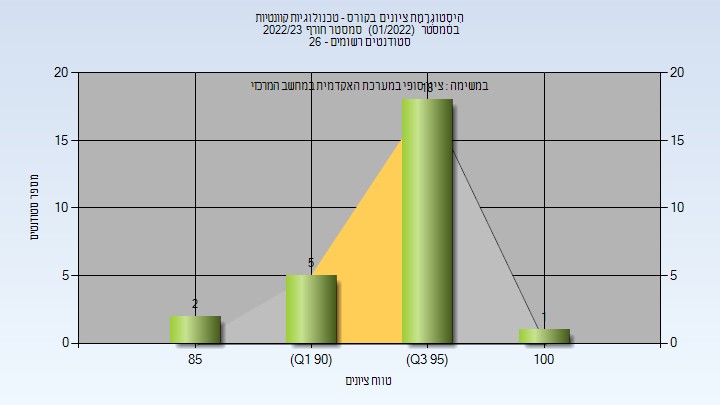 היסטוגרמת ציונים בקורס - טכנולוגיות קוונטיות
בסמסטר (01/2022) סמסטר חורף 2022/23
סטודנטים רשומים - 26
במשימה : ציון סופי במערכת האקדמית במחשב המרכזי
20 20
18
15 15
מספר סטודנטים
10 10
5 5 5
2
1
0 0
85 (Q1 90) (Q3 95) 100
טווח ציונים